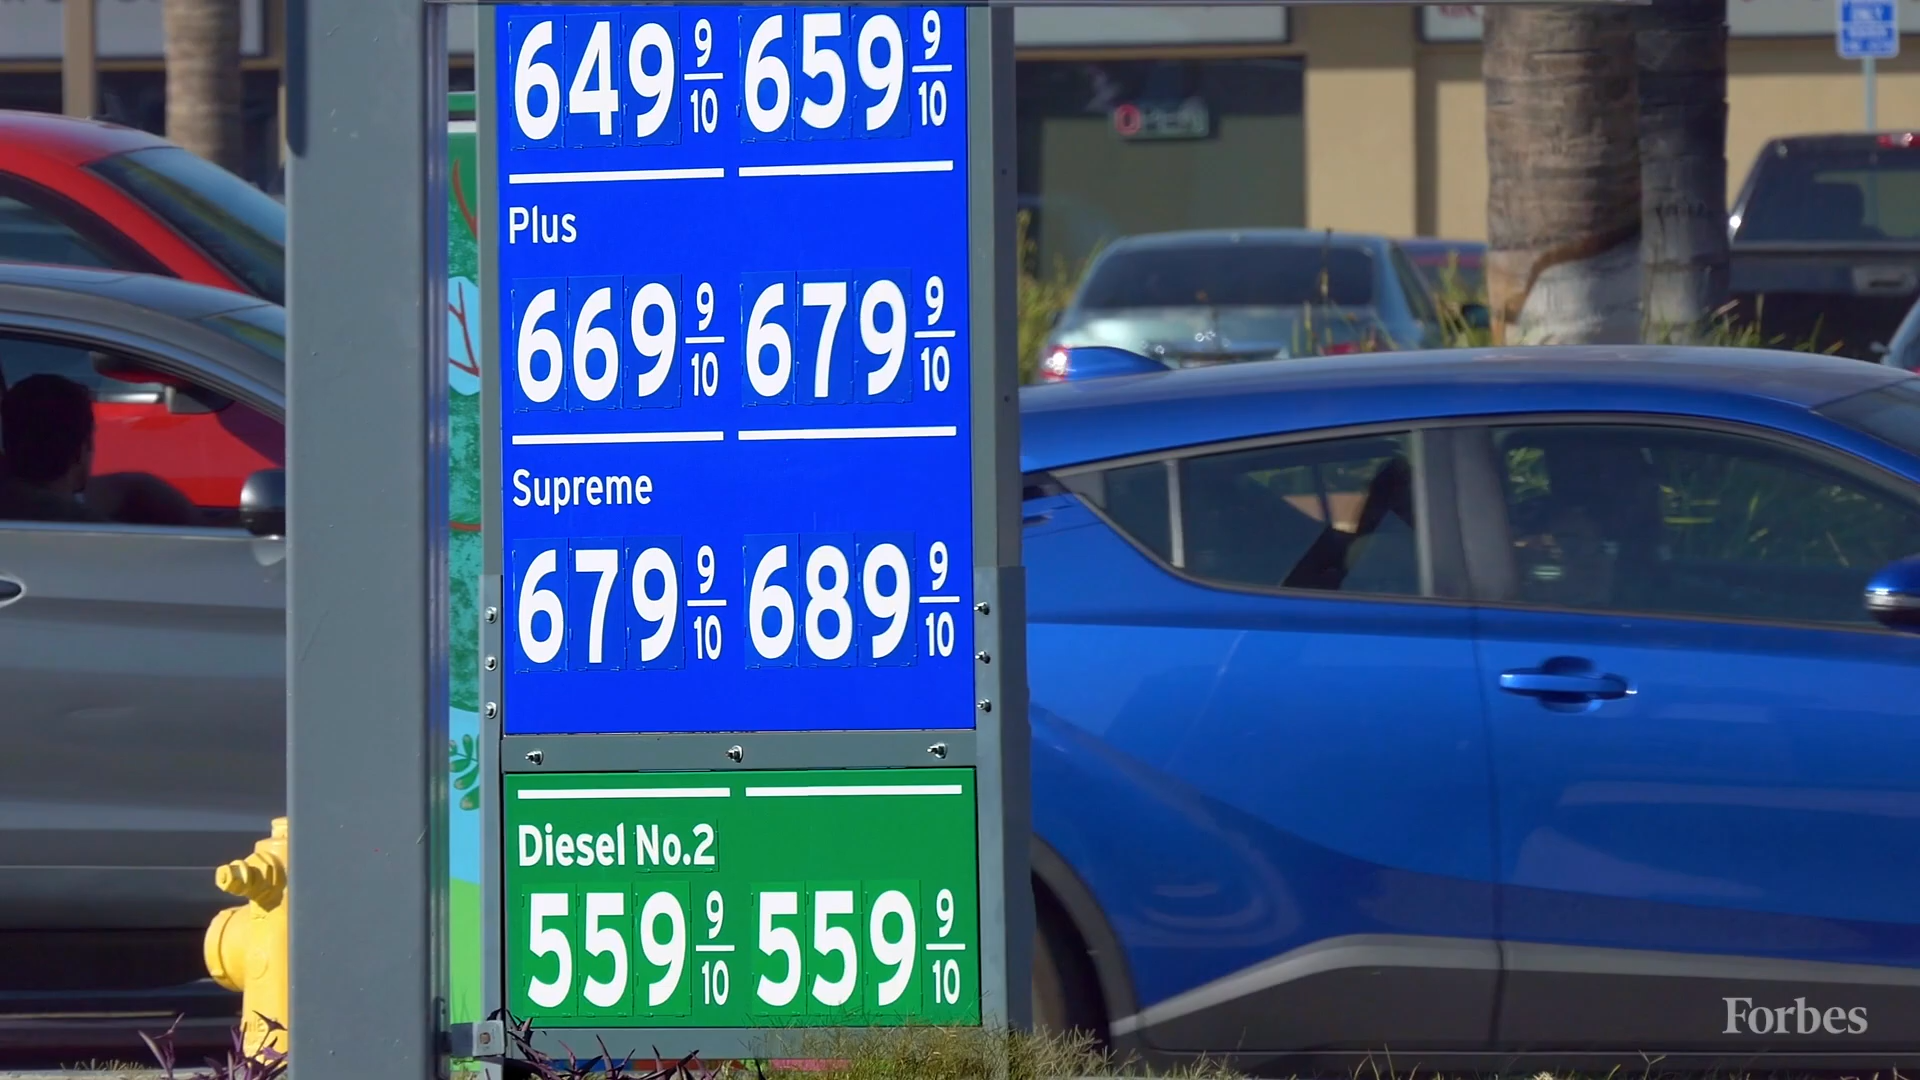 649 9/10 659 9/10
OPEN
Plus
669 9/10 679 9/10
Supreme
679 9/10 689 9/10
Diesel No.2
559 9/10 559 9/10
Forbes